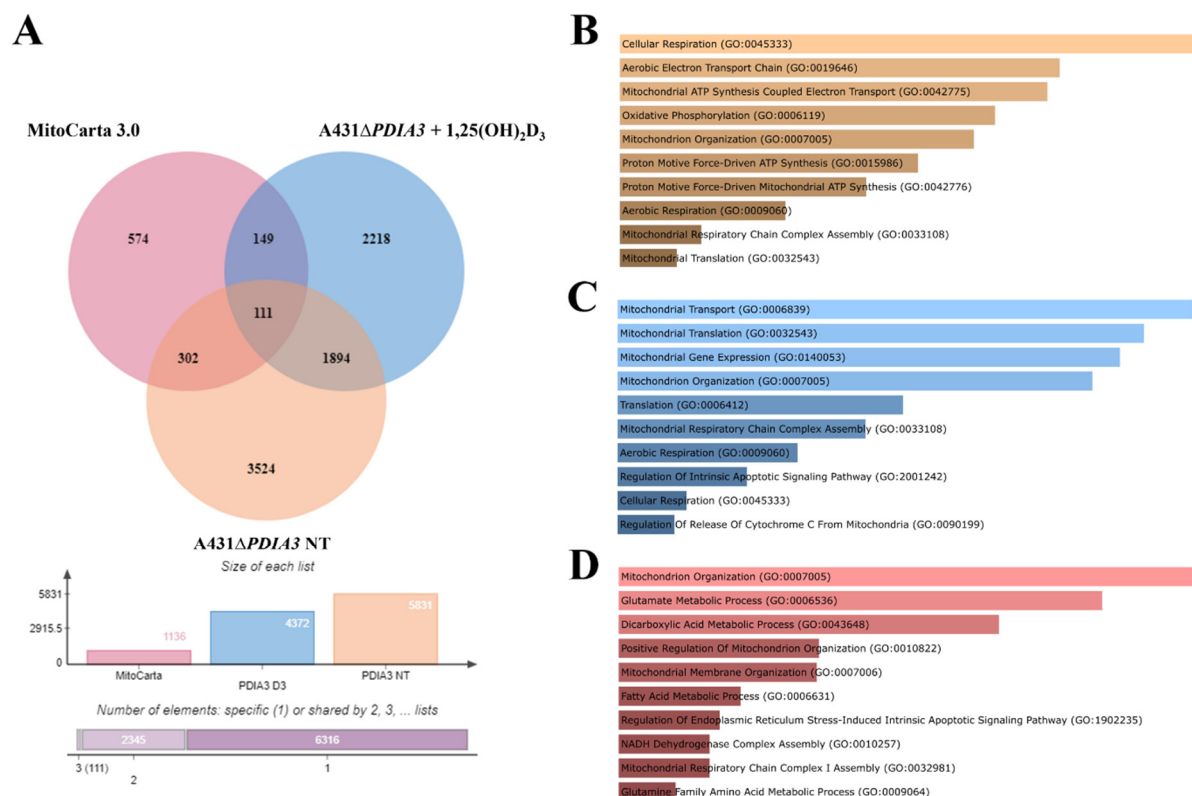 A
MitoCarta 3.0
A431ΔPDIA3 + 1,25(OH)₂D₃
574
149
2218
111
302
1894
3524
A431ΔPDIA3 NT
Size of each list
5831
2915.5
0
1136
4372
5831
MitoCarta
PDIA3 D3
PDIA3 NT
Number of elements: specific (1) or shared by 2, 3, ... lists
2345
6316
3 (111)
2
1
B
Cellular Respiration (GO:0045333)
Aerobic Electron Transport Chain (GO:0019646)
Mitochondrial ATP Synthesis Coupled Electron Transport (GO:0042775)
Oxidative Phosphorylation (GO:0006119)
Mitochondrion Organization (GO:0007005)
Proton Motive Force-Driven ATP Synthesis (GO:0015986)
Proton Motive Force-Driven Mitochondrial ATP Synthesis (GO:0042776)
Aerobic Respiration (GO:0009060)
Mitochondrial Respiratory Chain Complex Assembly (GO:0033108)
Mitochondrial Translation (GO:0032543)
C
Mitochondrial Transport (GO:0006839)
Mitochondrial Translation (GO:0032543)
Mitochondrial Gene Expression (GO:0140053)
Mitochondrion Organization (GO:0007005)
Translation (GO:0006412)
Mitochondrial Respiratory Chain Complex Assembly (GO:0033108)
Aerobic Respiration (GO:0009060)
Regulation Of Intrinsic Apoptotic Signaling Pathway (GO:2001242)
Cellular Respiration (GO:0045333)
Regulation Of Release Of Cytochrome C From Mitochondria (GO:0090199)
D
Mitochondrion Organization (GO:0007005)
Glutamate Metabolic Process (GO:0006536)
Dicarboxylic Acid Metabolic Process (GO:0043648)
Positive Regulation Of Mitochondrion Organization (GO:0010822)
Mitochondrial Membrane Organization (GO:0007006)
Fatty Acid Metabolic Process (GO:0006631)
Regulation Of Endoplasmic Reticulum Stress-Induced Intrinsic Apoptotic Signaling Pathway (GO:1902235)
NADH Dehydrogenase Complex Assembly (GO:0010257)
Mitochondrial Respiratory Chain Complex I Assembly (GO:0032981)
Glutamine Family Amino Acid Metabolic Process (GO:0009064)